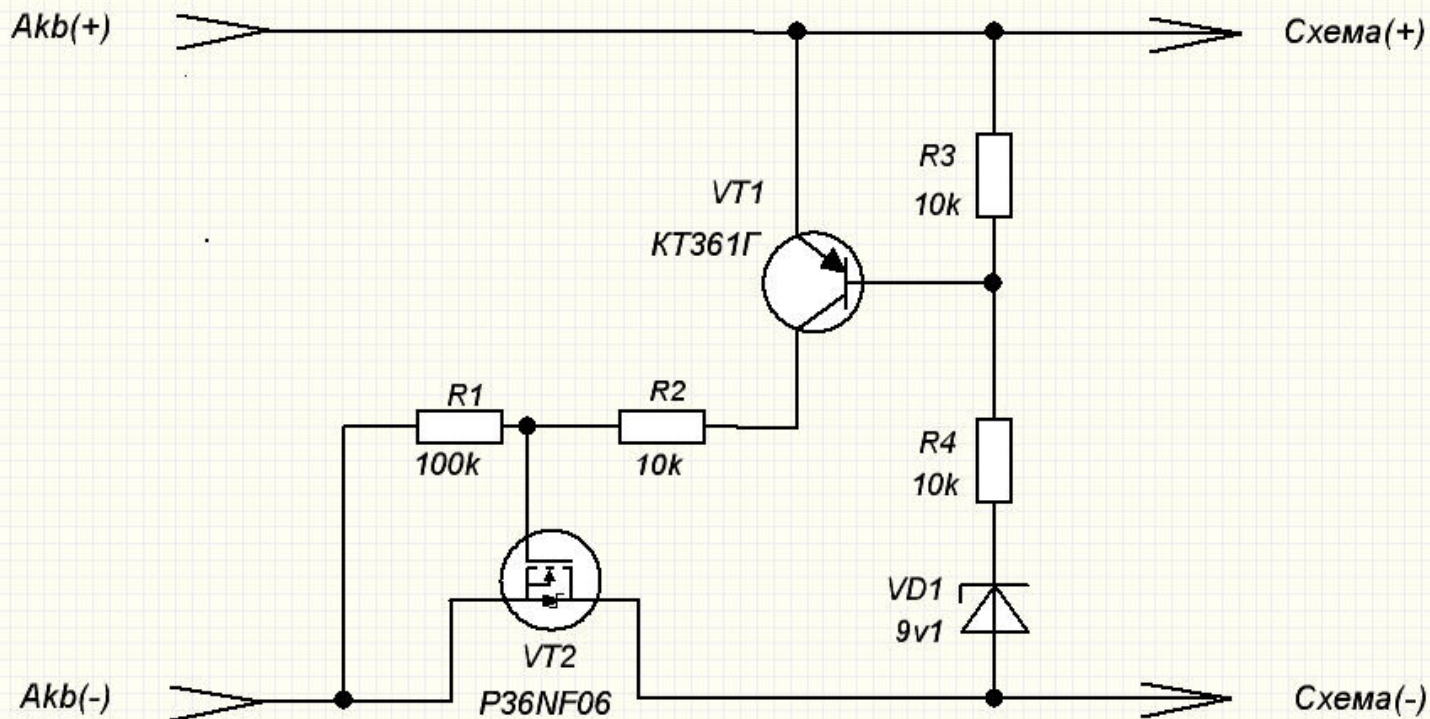 Akb(+)
Схема(+)
R3
10k
VT1
КТ361Г
R1
100k
R2
10k
R4
10k
VD1
9v1
VT2
P36NF06
Akb(-)
Схема(-)